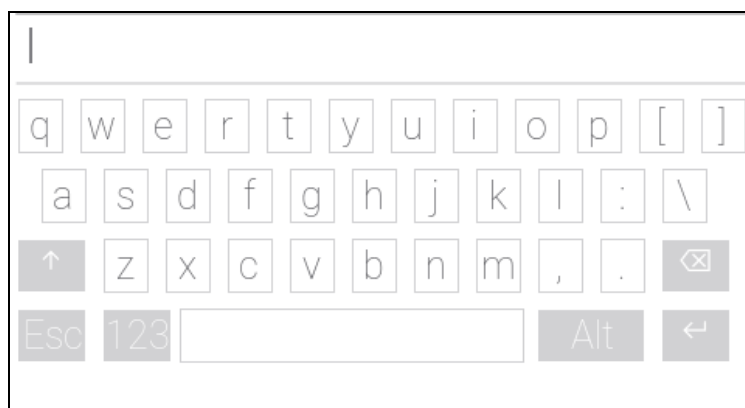 q w e r t y u i o p [ ]
a s d f g h j k l : \
↑ z x c v b n m , . ⌫
Esc 123 Alt ↵